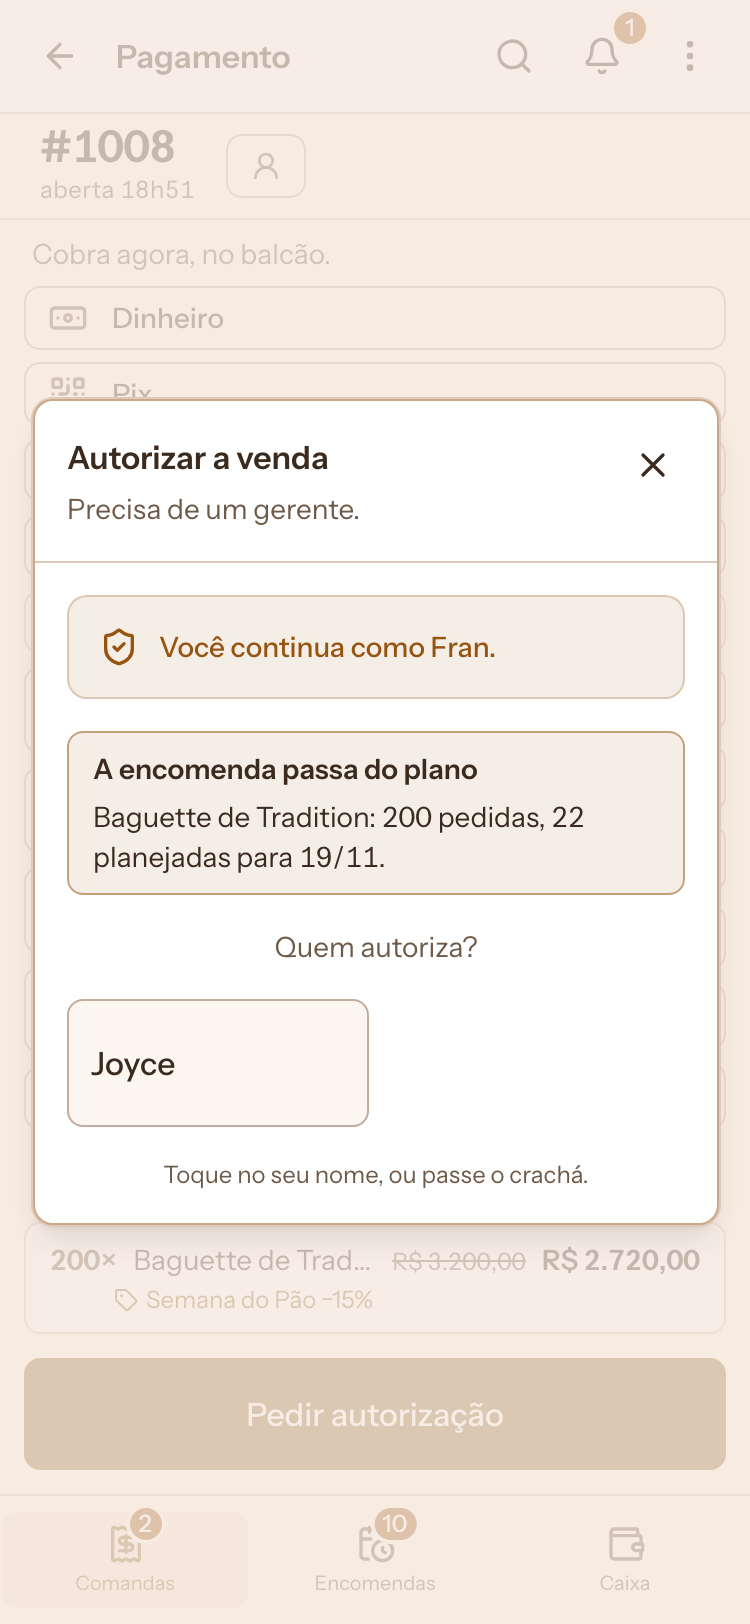 Pagamento
1
#1008
aberta 18h51
Cobra agora, no balcão.
Dinheiro
Pix
Autorizar a venda
Precisa de um gerente.
Você continua como Fran.
A encomenda passa do plano
Baguette de Tradition: 200 pedidas, 22
planejadas para 19/11.
Quem autoriza?
Joyce
Toque no seu nome, ou passe o crachá.
200× Baguette de Trad... R$ 3.200,00 R$ 2.720,00
Semana do Pão −15%
Pedir autorização
2
10
Comandas
Encomendas
Caixa